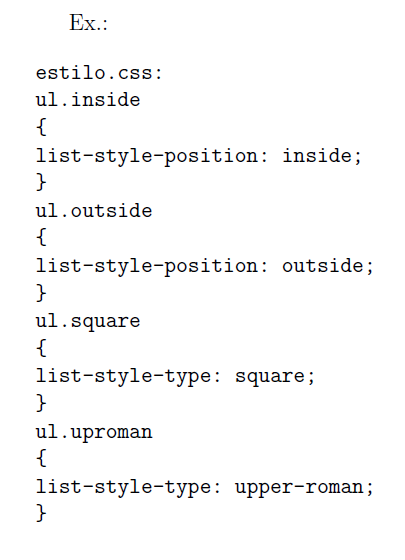 Ex.:
estilo.css:
ul.inside
{
list-style-position: inside;
}
ul.outside
{
list-style-position: outside;
}
ul.square
{
list-style-type: square;
}
ul.uproman
{
list-style-type: upper-roman;
}